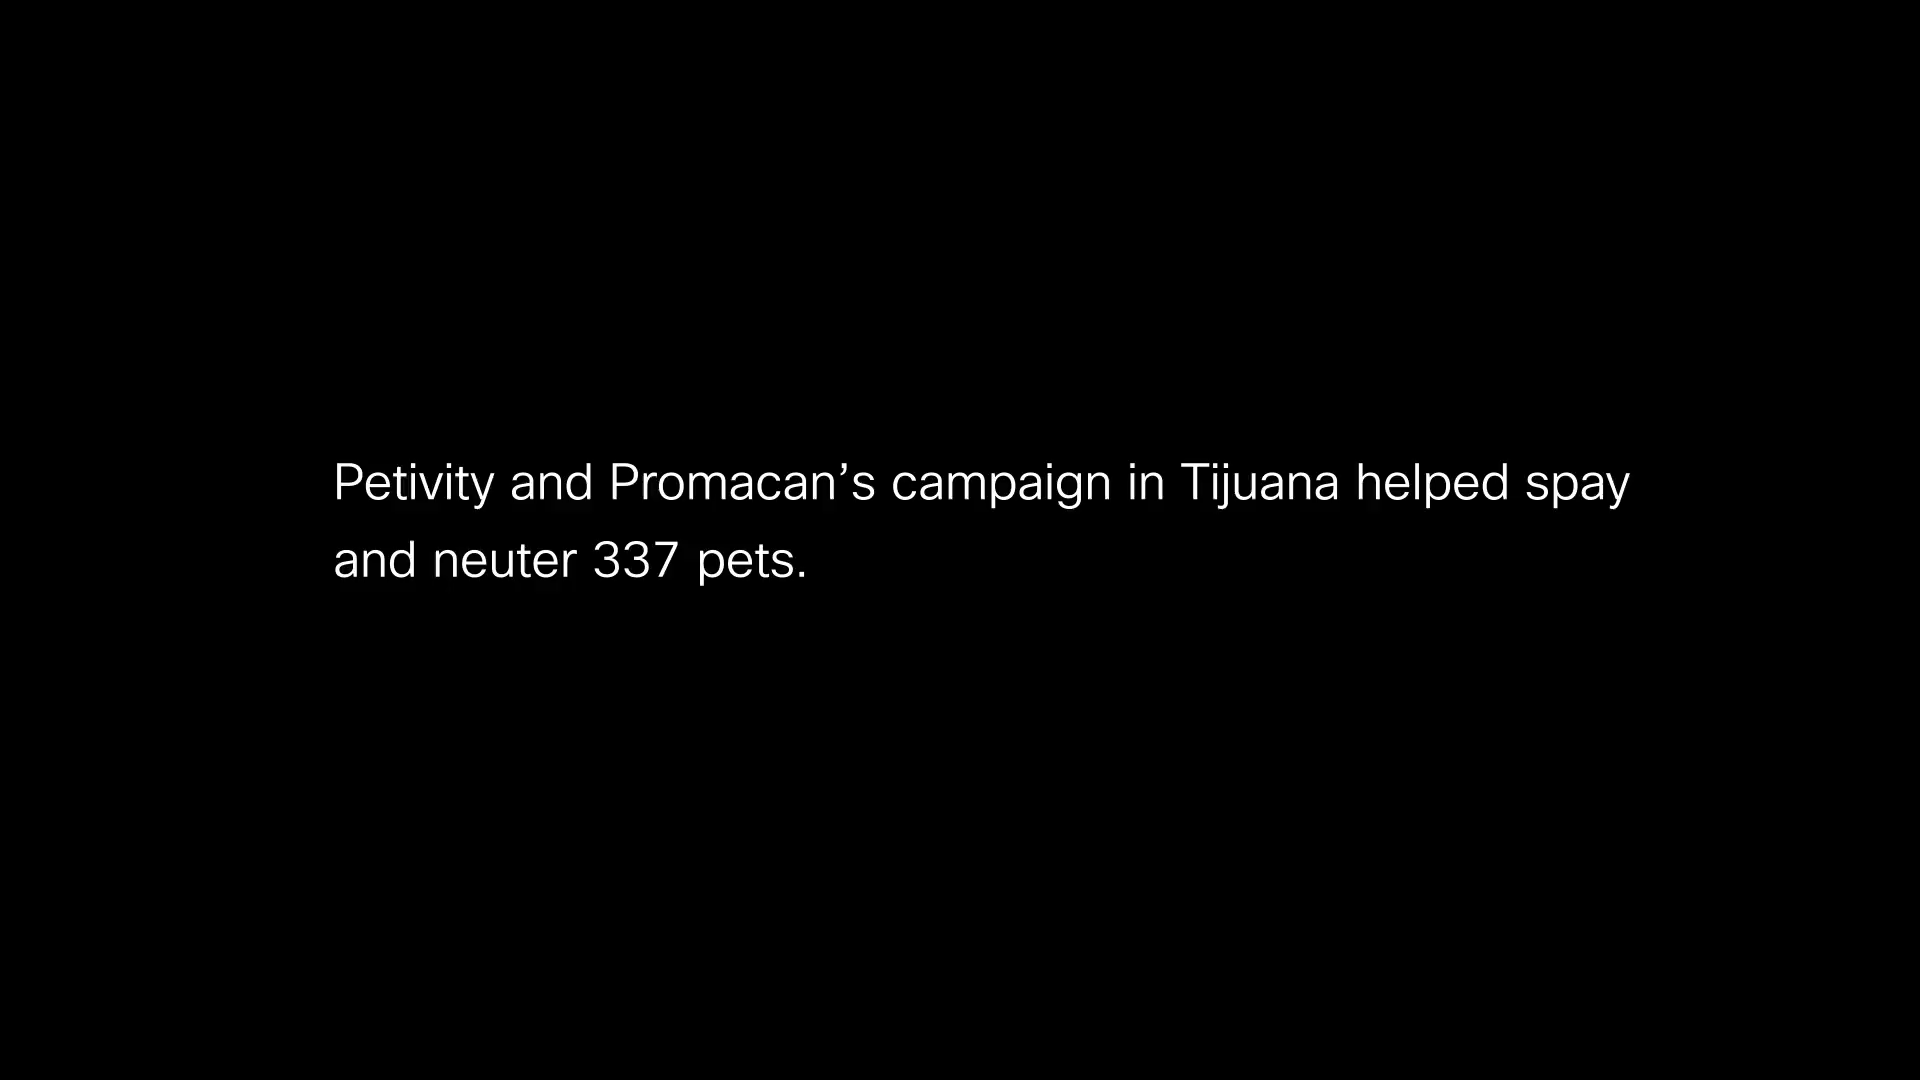 Petivity and Promacan’s campaign in Tijuana helped spay
and neuter 337 pets.